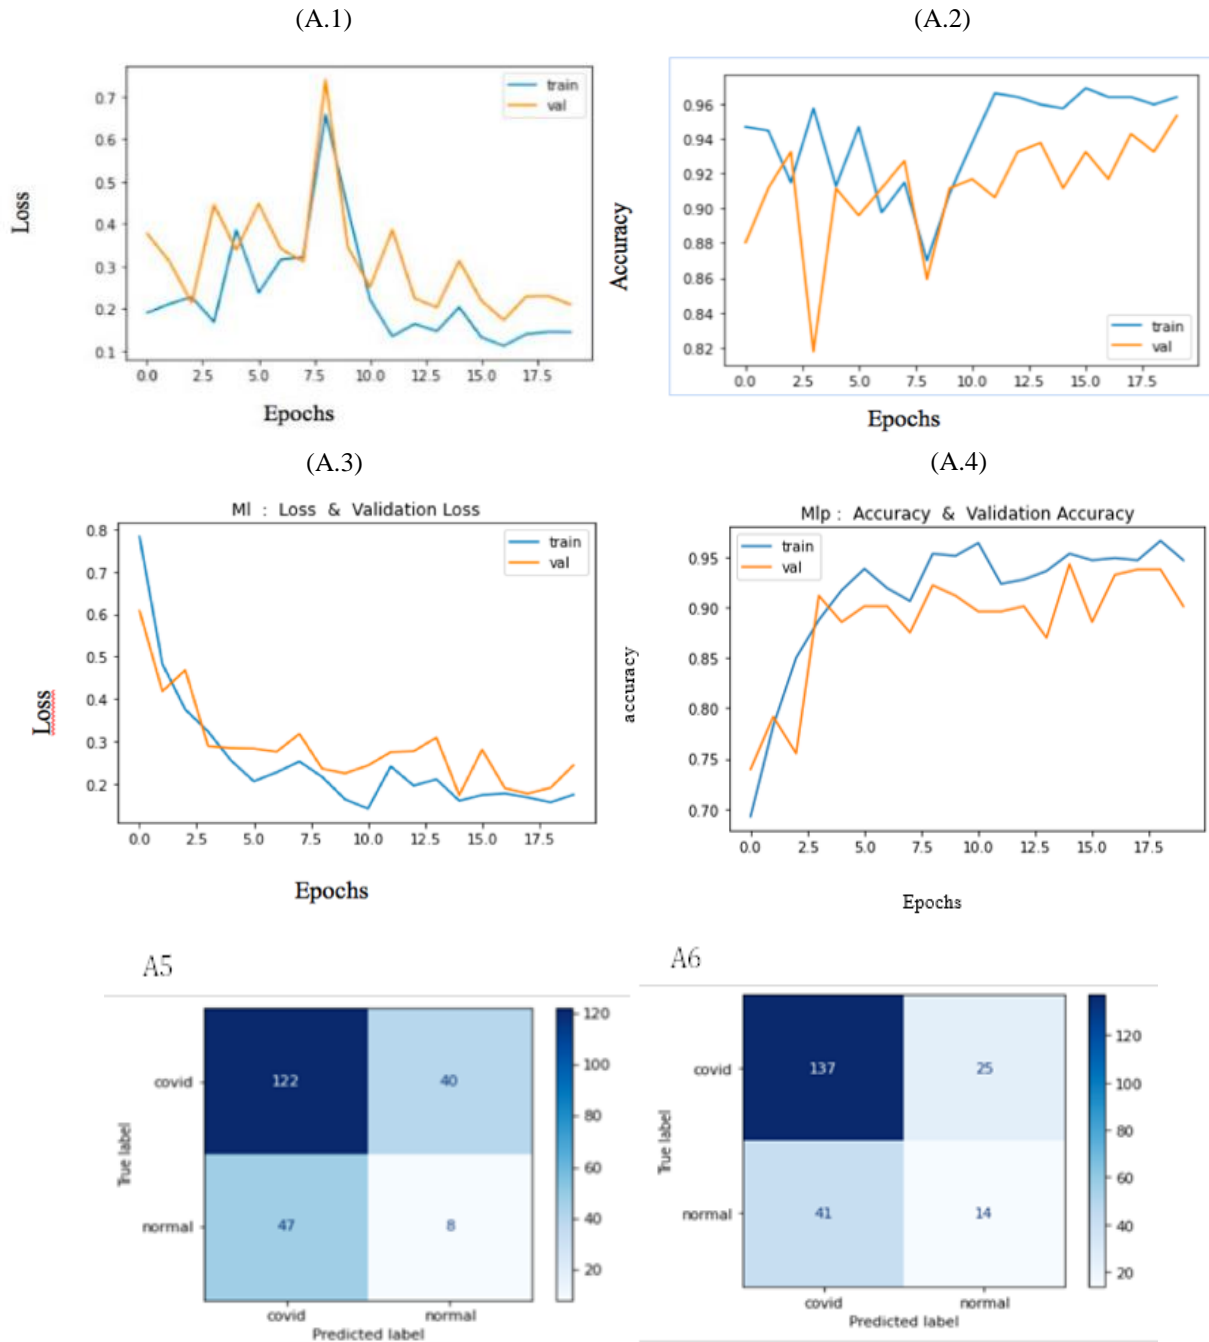 (A.1)
(A.2)
train
val
0.7
0.6
0.5
0.4
0.3
0.2
0.1
0.0 2.5 5.0 7.5 10.0 12.5 15.0 17.5
Loss
Epochs
0.96
0.94
0.92
0.90
0.88
0.86
0.84
0.82
train
val
0.0 2.5 5.0 7.5 10.0 12.5 15.0 17.5
Accuracy
Epochs
(A.3)
(A.4)
Ml : Loss & Validation Loss
train
val
0.8
0.7
0.6
0.5
0.4
0.3
0.2
0.0 2.5 5.0 7.5 10.0 12.5 15.0 17.5
Loss
Epochs
Mlp : Accuracy & Validation Accuracy
train
val
0.95
0.90
0.85
0.80
0.75
0.70
0.0 2.5 5.0 7.5 10.0 12.5 15.0 17.5
accuracy
Epochs
A5
covid 122 40
normal 47 8
covid normal
True label
Predicted label
120
100
80
60
40
20
A6
covid 137 25
normal 41 14
covid normal
True label
Predicted label
120
100
80
60
40
20